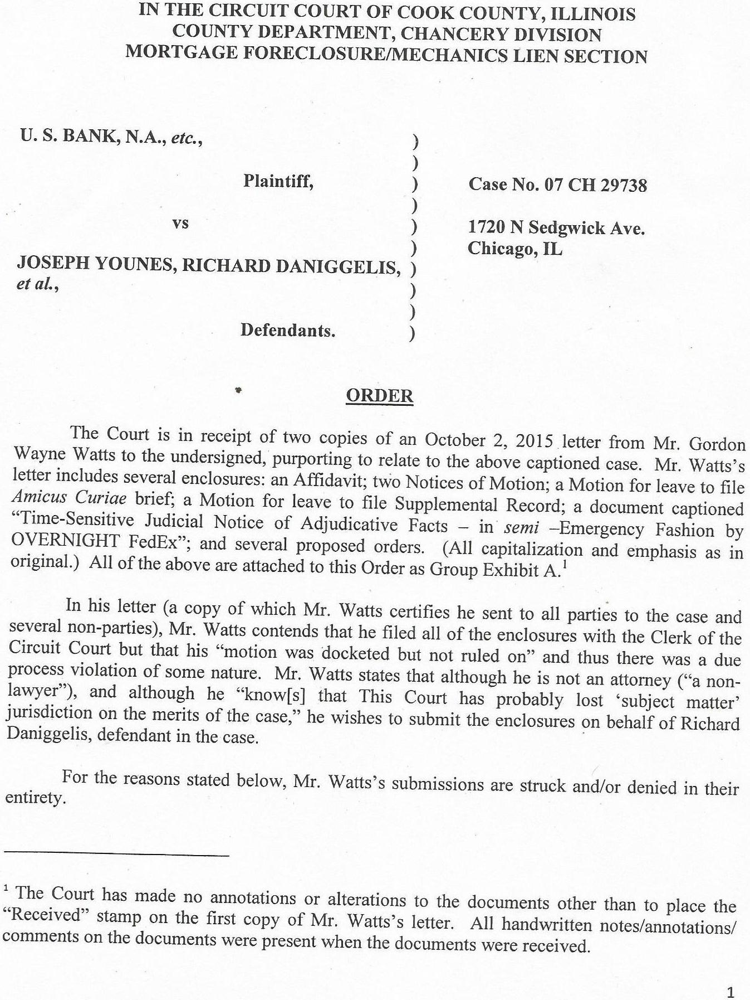 IN THE CIRCUIT COURT OF COOK COUNTY, ILLINOIS
COUNTY DEPARTMENT, CHANCERY DIVISION
MORTGAGE FORECLOSURE/MECHANICS LIEN SECTION
U. S. BANK, N.A., etc., )
)
Plaintiff, ) Case No. 07 CH 29738
)
vs ) 1720 N Sedgwick Ave.
) Chicago, IL
JOSEPH YOUNES, RICHARD DANIGGELIS, )
et al., )
)
Defendants. )
ORDER
The Court is in receipt of two copies of an October 2, 2015 letter from Mr. Gordon
Wayne Watts to the undersigned, purporting to relate to the above captioned case. Mr. Watts's
letter includes several enclosures: an Affidavit; two Notices of Motion; a Motion for leave to file
Amicus Curiae brief; a Motion for leave to file Supplemental Record; a document captioned
“Time-Sensitive Judicial Notice of Adjudicative Facts – in semi –Emergency Fashion by
OVERNIGHT FedEx”; and several proposed orders. (All capitalization and emphasis as in
original.) All of the above are attached to this Order as Group Exhibit A.¹
In his letter (a copy of which Mr. Watts certifies he sent to all parties to the case and
several non-parties), Mr. Watts contends that he filed all of the enclosures with the Clerk of the
Circuit Court but that his “motion was docketed but not ruled on” and thus there was a due
process violation of some nature. Mr. Watts states that although he is not an attorney (“a non-
lawyer”), and although he “know[s] that This Court has probably lost ‘subject matter’
jurisdiction on the merits of the case,” he wishes to submit the enclosures on behalf of Richard
Daniggelis, defendant in the case.
For the reasons stated below, Mr. Watts's submissions are struck and/or denied in their
entirety.
¹ The Court has made no annotations or alterations to the documents other than to place the
“Received” stamp on the first copy of Mr. Watts's letter. All handwritten notes/annotations/
comments on the documents were present when the documents were received.
1